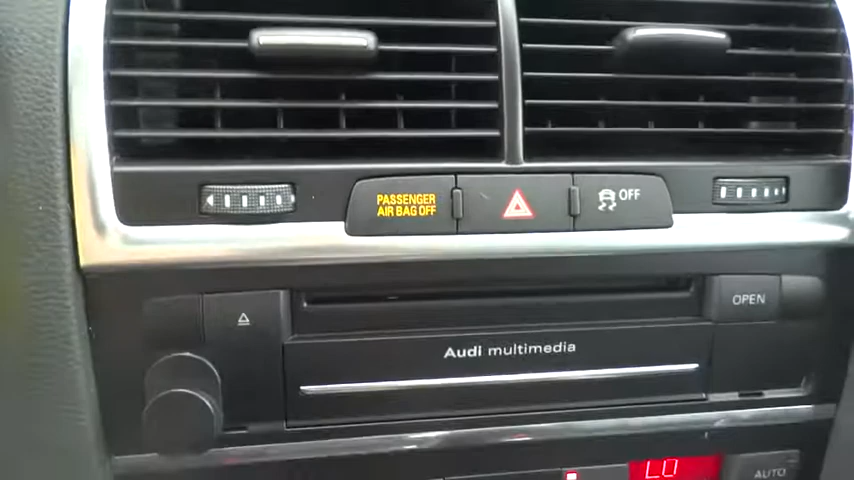 PASSENGER
AIR BAG OFF
OFF
OPEN
Audi multimedia
LO
AUTO